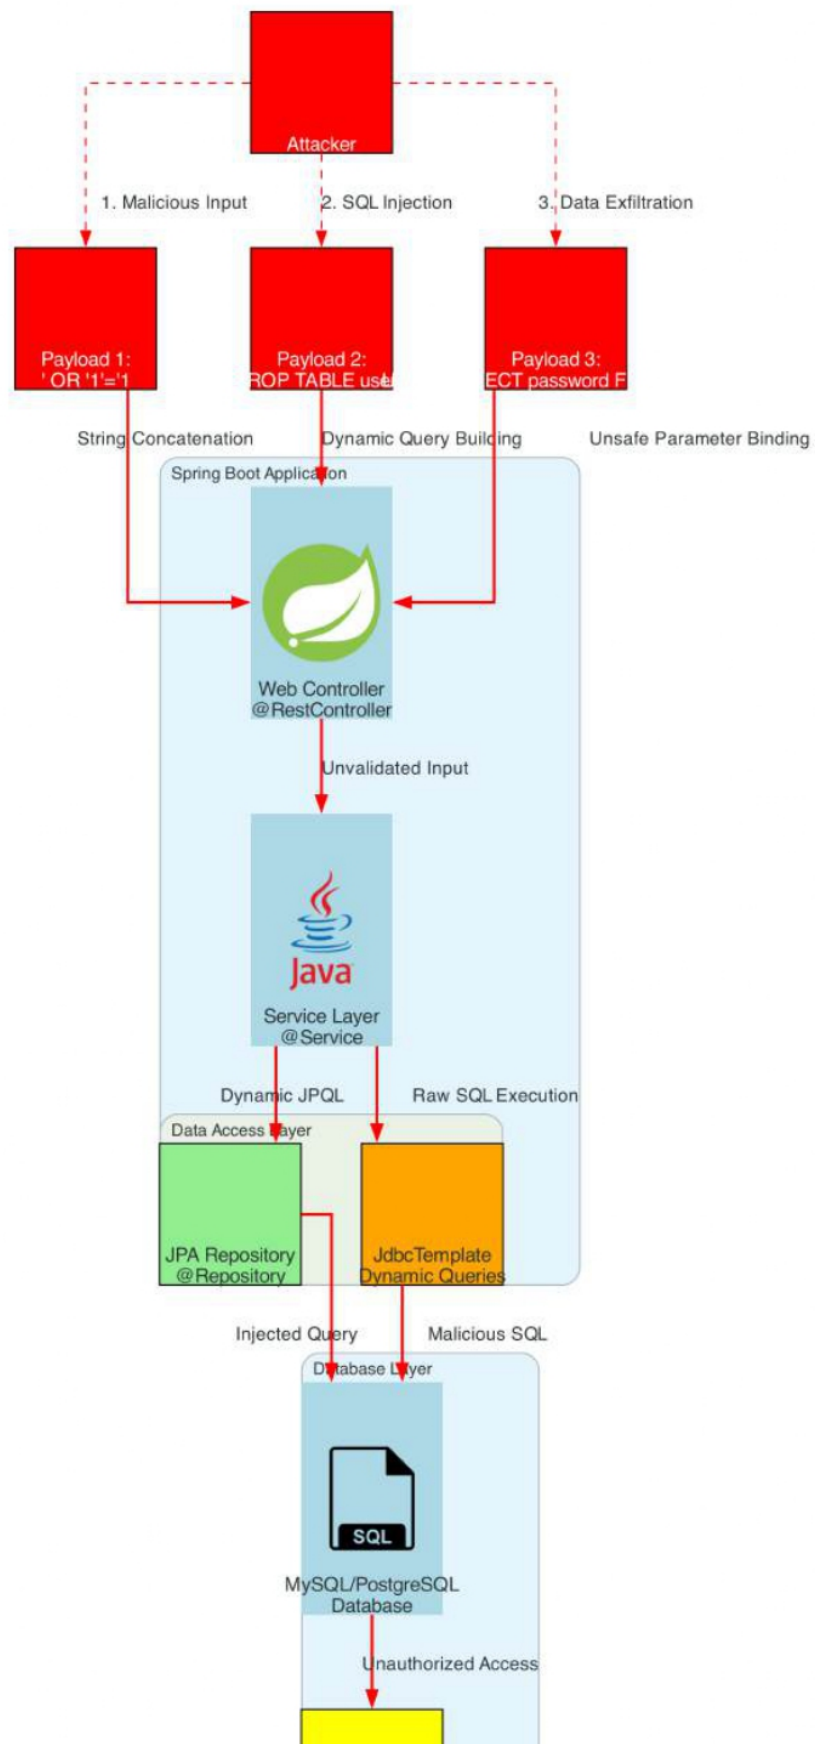 Attacker
1. Malicious Input
2. SQL Injection
3. Data Exfiltration
Payload 1:
' OR '1'='1
Payload 2:
ROP TABLE use
Payload 3:
ECT password F
String Concatenation
Dynamic Query Building
Unsafe Parameter Binding
Spring Boot Application
Web Controller
@RestController
Unvalidated Input
Java
Service Layer
@Service
Dynamic JPQL
Raw SQL Execution
Data Access Layer
JPA Repository
@Repository
JdbcTemplate
Dynamic Queries
Injected Query
Malicious SQL
Database Layer
SQL
MySQL/PostgreSQL
Database
Unauthorized Access